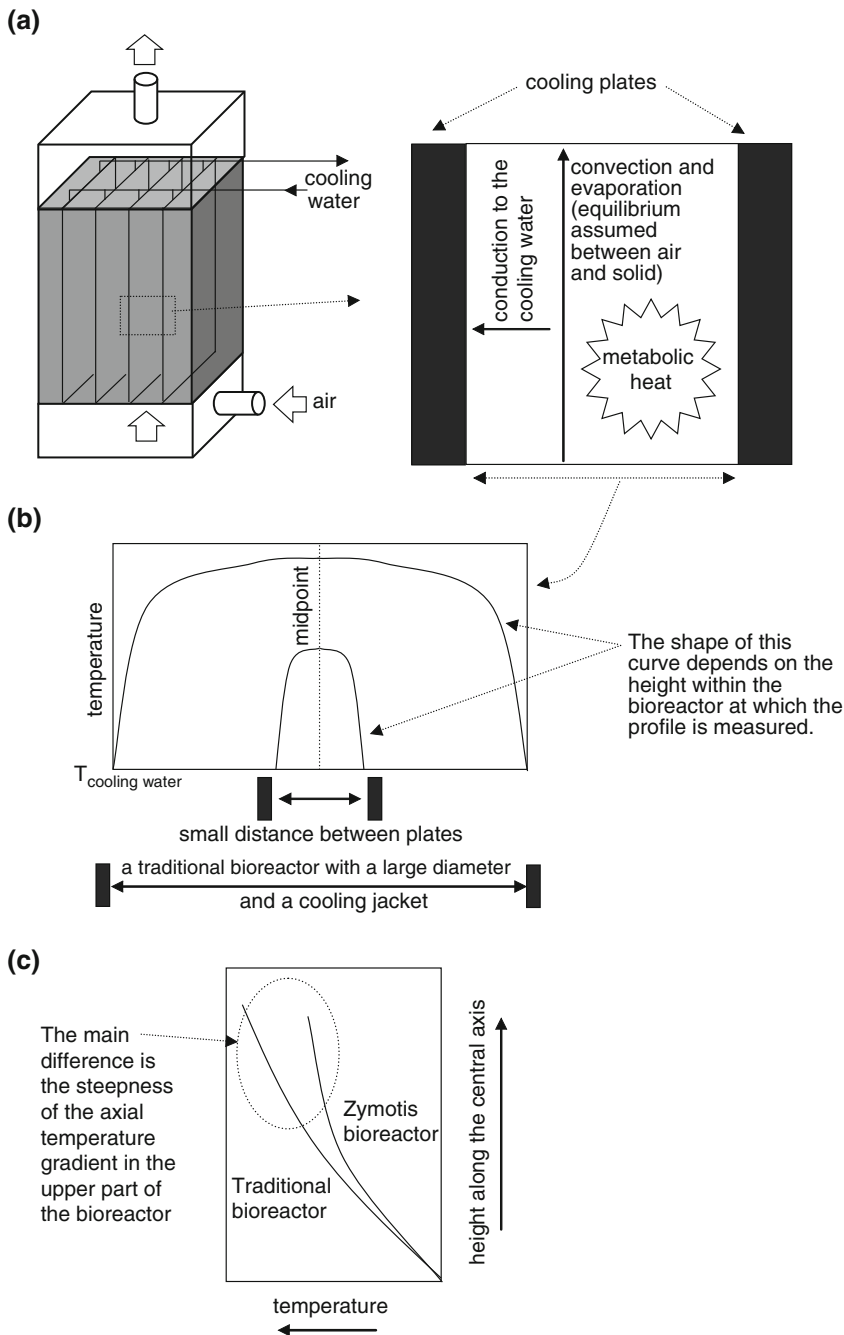 (a)
cooling
water
air
cooling plates
conduction to the
cooling water
convection and
evaporation
(equilibrium
assumed
between air
and solid)
metabolic
heat
(b)
temperature
midpoint
T cooling water
The shape of this
curve depends on the
height within the
bioreactor at which the
profile is measured.
small distance between plates
a traditional bioreactor with a large diameter
and a cooling jacket
(c)
The main
difference is
the steepness
of the axial
temperature
gradient in the
upper part of
the bioreactor
Zymotis
bioreactor
Traditional
bioreactor
height along the central axis
temperature